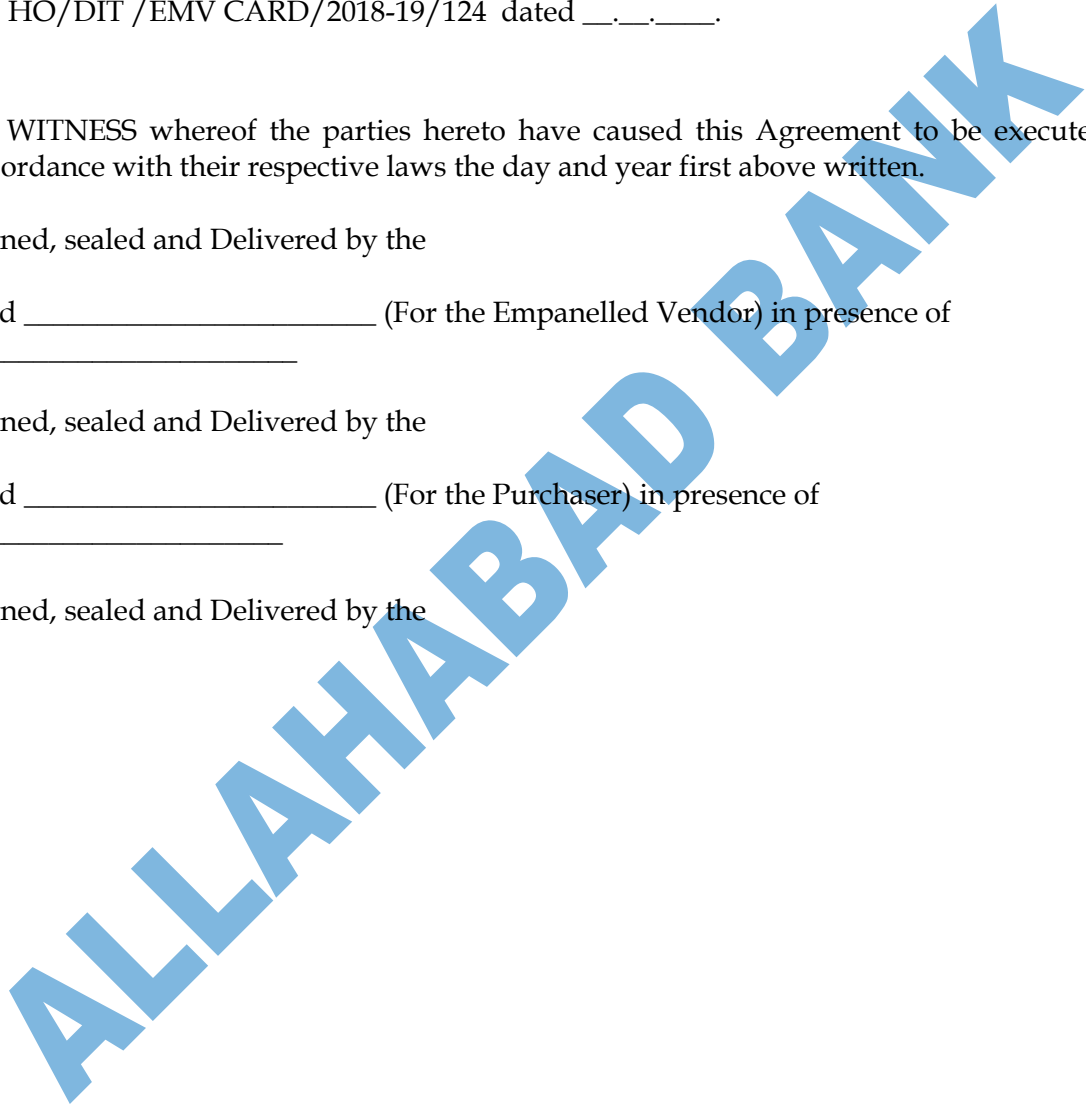 HO/DIT /EMV CARD/2018-19/124 dated __.__.____.
WITNESS whereof the parties hereto have caused this Agreement to be execute
ordance with their respective laws the day and year first above written.
ned, sealed and Delivered by the
d ________________________ (For the Empanelled Vendor) in presence of
____________________
ned, sealed and Delivered by the
d ________________________ (For the Purchaser) in presence of
___________________
ned, sealed and Delivered by the
ALLAHABAD BANK